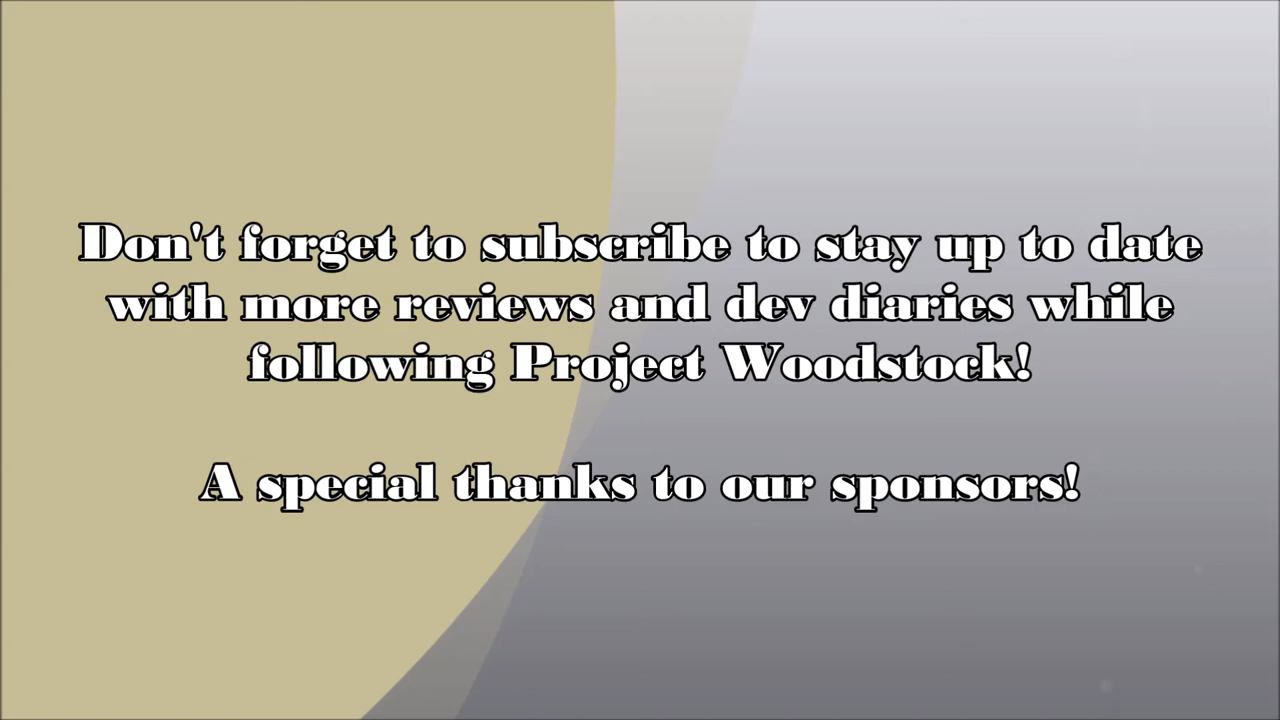 Don't forget to subscribe to stay up to date
with more reviews and dev diaries while
following Project Woodstock!
A special thanks to our sponsors!